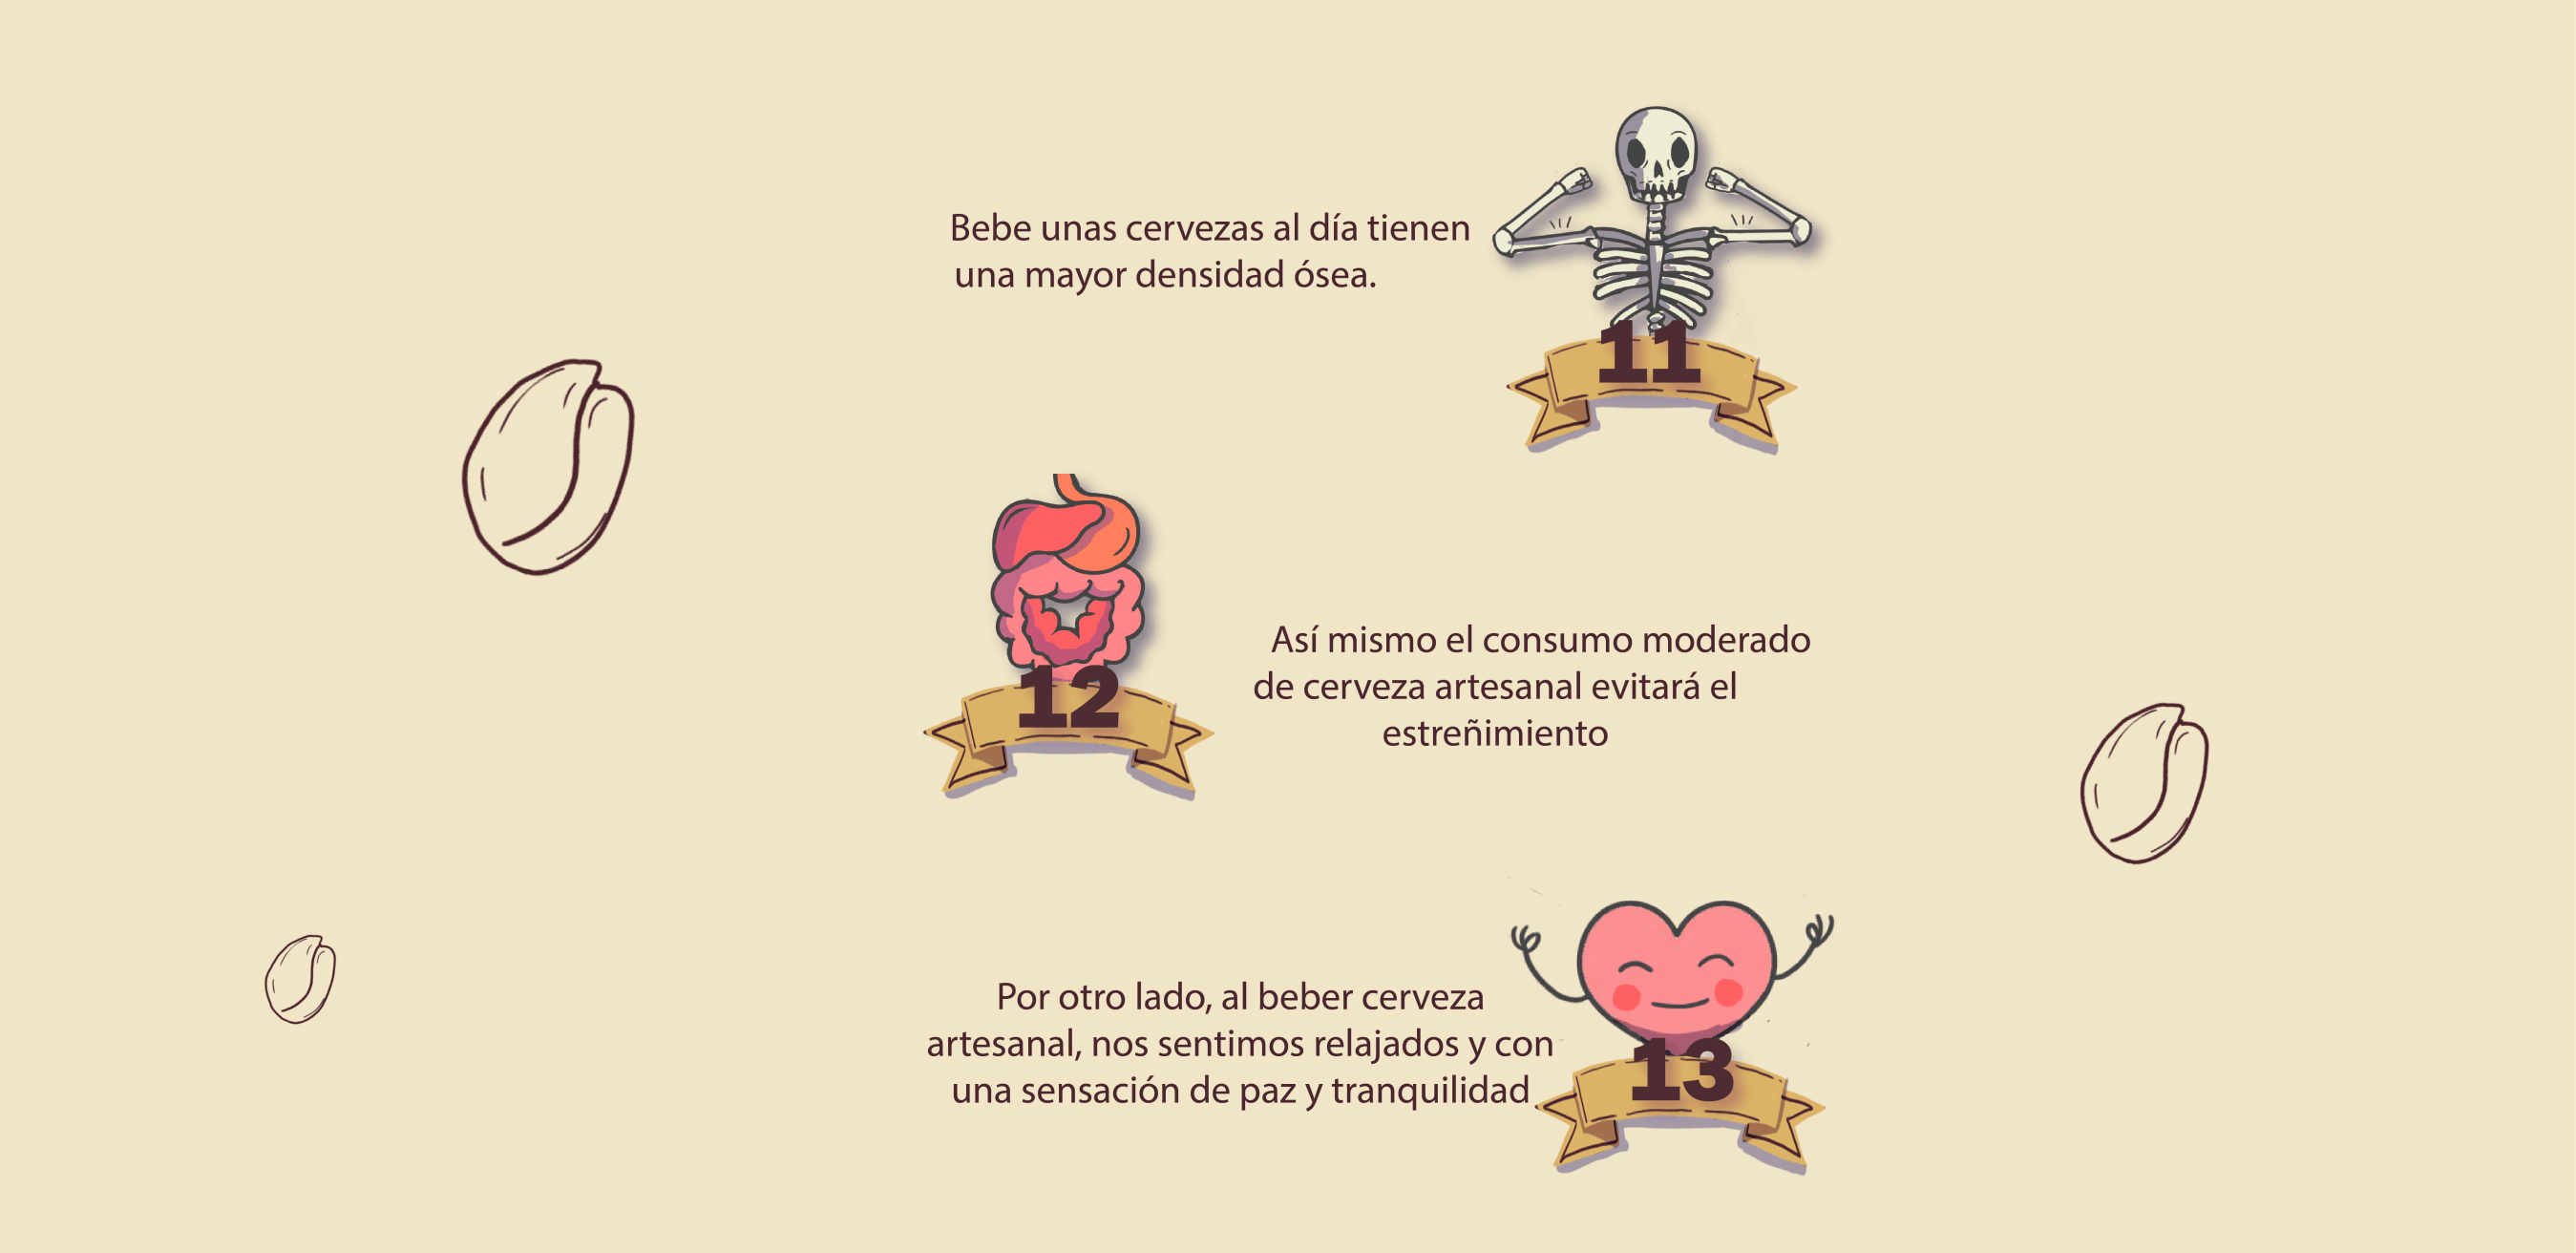 Bebe unas cervezas al día tienen
una mayor densidad ósea.
11
12
Así mismo el consumo moderado
de cerveza artesanal evitará el
estreñimiento
Por otro lado, al beber cerveza
artesanal, nos sentimos relajados y con
una sensación de paz y tranquilidad
13